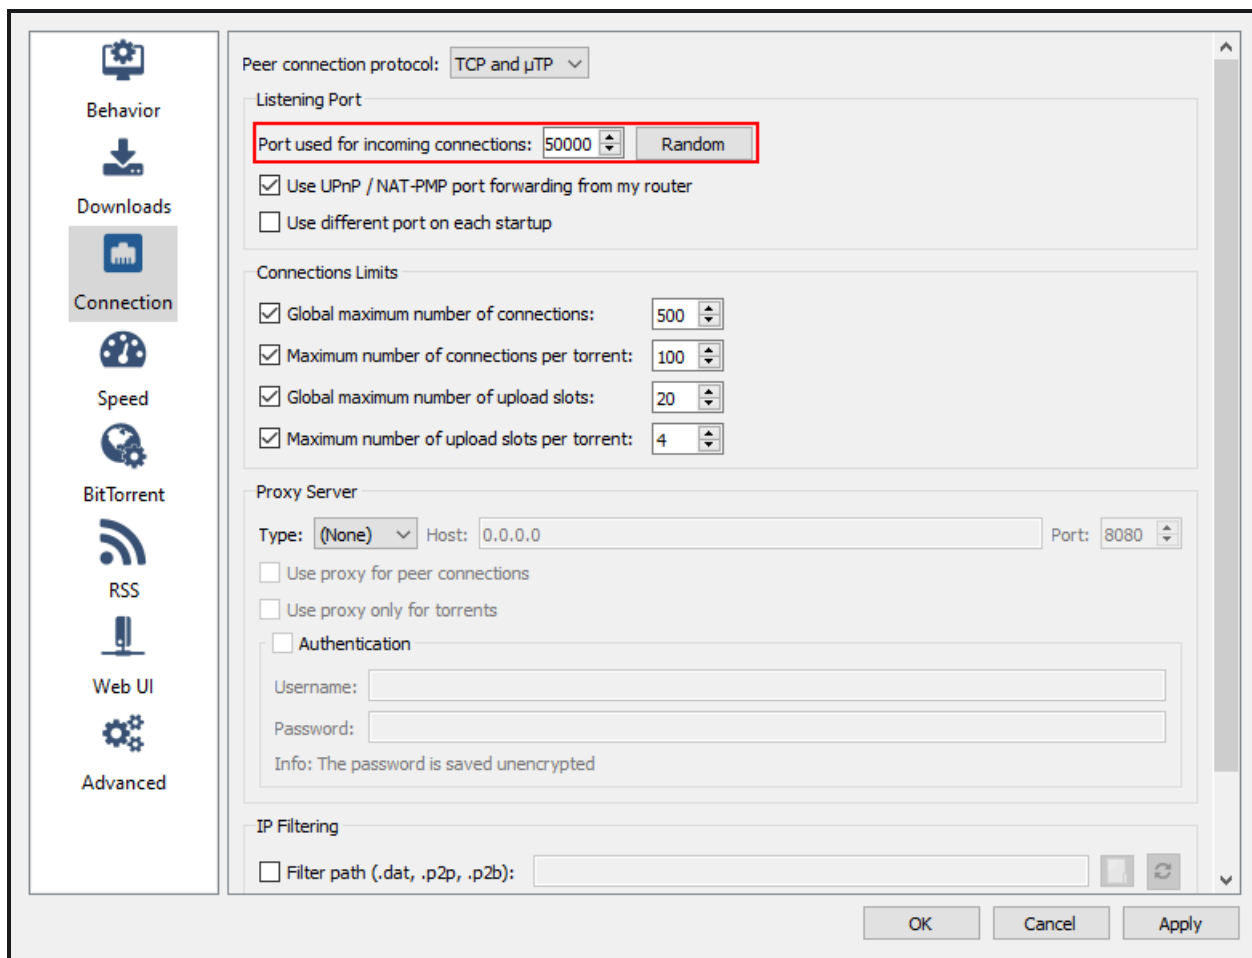 Behavior
Downloads
Connection
Speed
BitTorrent
RSS
Web UI
Advanced
Peer connection protocol: TCP and μTP
Listening Port
Port used for incoming connections: 50000 Random
Use UPnP / NAT-PMP port forwarding from my router
Use different port on each startup
Connections Limits
Global maximum number of connections: 500
Maximum number of connections per torrent: 100
Global maximum number of upload slots: 20
Maximum number of upload slots per torrent: 4
Proxy Server
Type: (None) Host: 0.0.0.0 Port: 8080
Use proxy for peer connections
Use proxy only for torrents
Authentication
Username:
Password:
Info: The password is saved unencrypted
IP Filtering
Filter path (.dat, .p2p, .p2b):
OK Cancel Apply